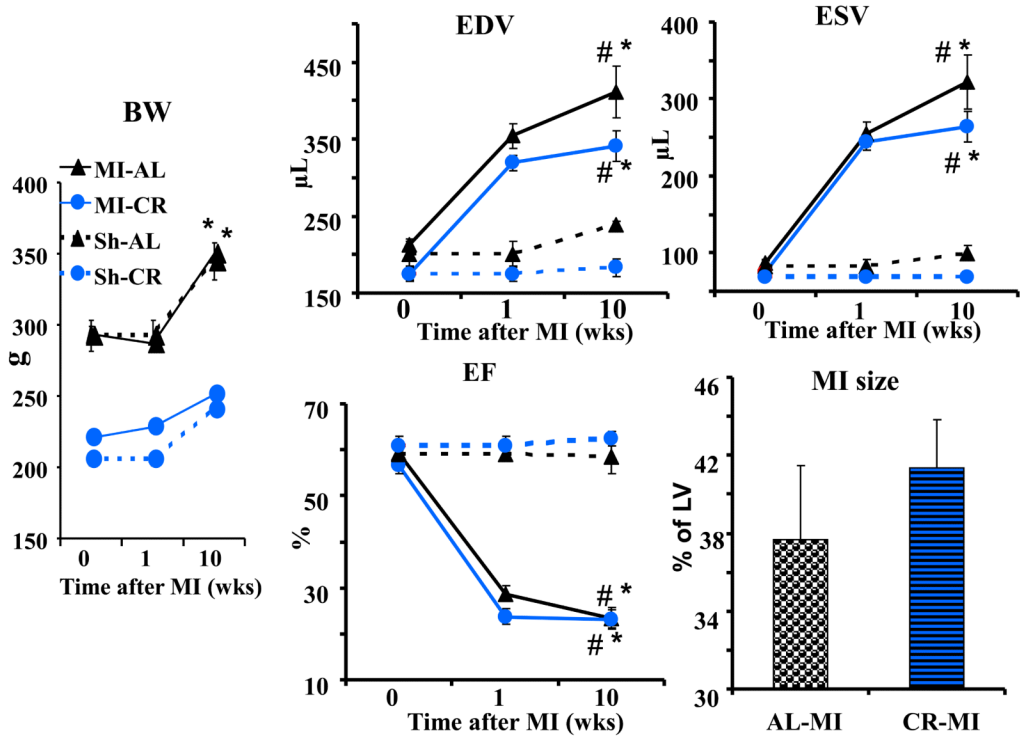 BW
MI-AL
MI-CR
Sh-AL
Sh-CR
400
350
300
250
200
150
g
* *
0 1 10
Time after MI (wks)
EDV
450
350
250
150
µL
# *
# *
0 1 10
Time after MI (wks)
ESV
400
300
200
100
µL
# *
# *
0 1 10
Time after MI (wks)
EF
70
50
30
10
%
# *
# *
0 1 10
Time after MI (wks)
MI size
46
42
38
34
30
% of LV
AL-MI CR-MI